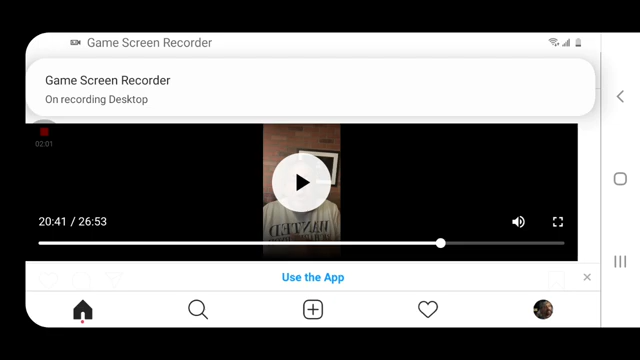 Game Screen Recorder
Game Screen Recorder
On recording Desktop
02:01
20:41 / 26:53
Use the App